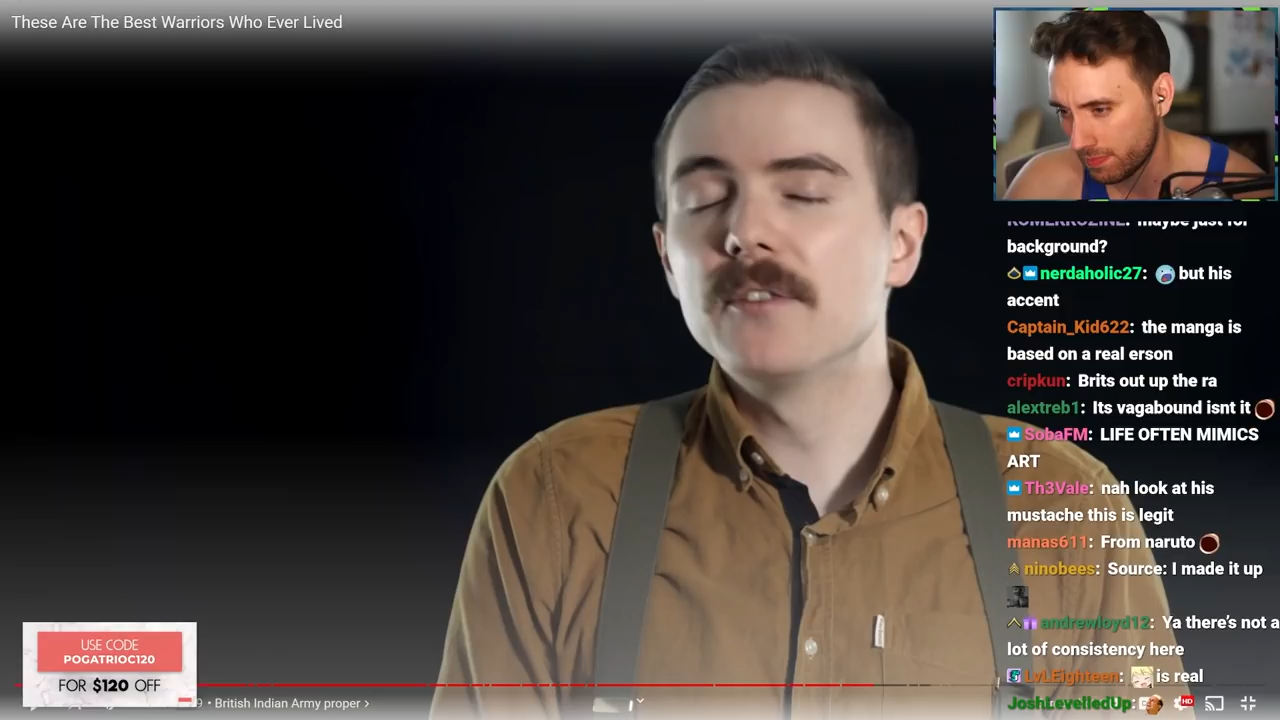 These Are The Best Warriors Who Ever Lived
background?
nerdaholic27: but his
accent
Captain_Kid622: the manga is
based on a real erson
cripkun: Brits out up the ra
alextreb1: Its vagabound isnt it
SobaFM: LIFE OFTEN MIMICS
ART
Th3Vale: nah look at his
mustache this is legit
manas611: From naruto
ninobees: Source: I made it up
andrewloyd12: Ya there's not a
lot of consistency here
LvLEighteen: is real
JoshLevelledUp:
USE CODE
POGATRIOC120
FOR $120 OFF
• British Indian Army proper ›
HD